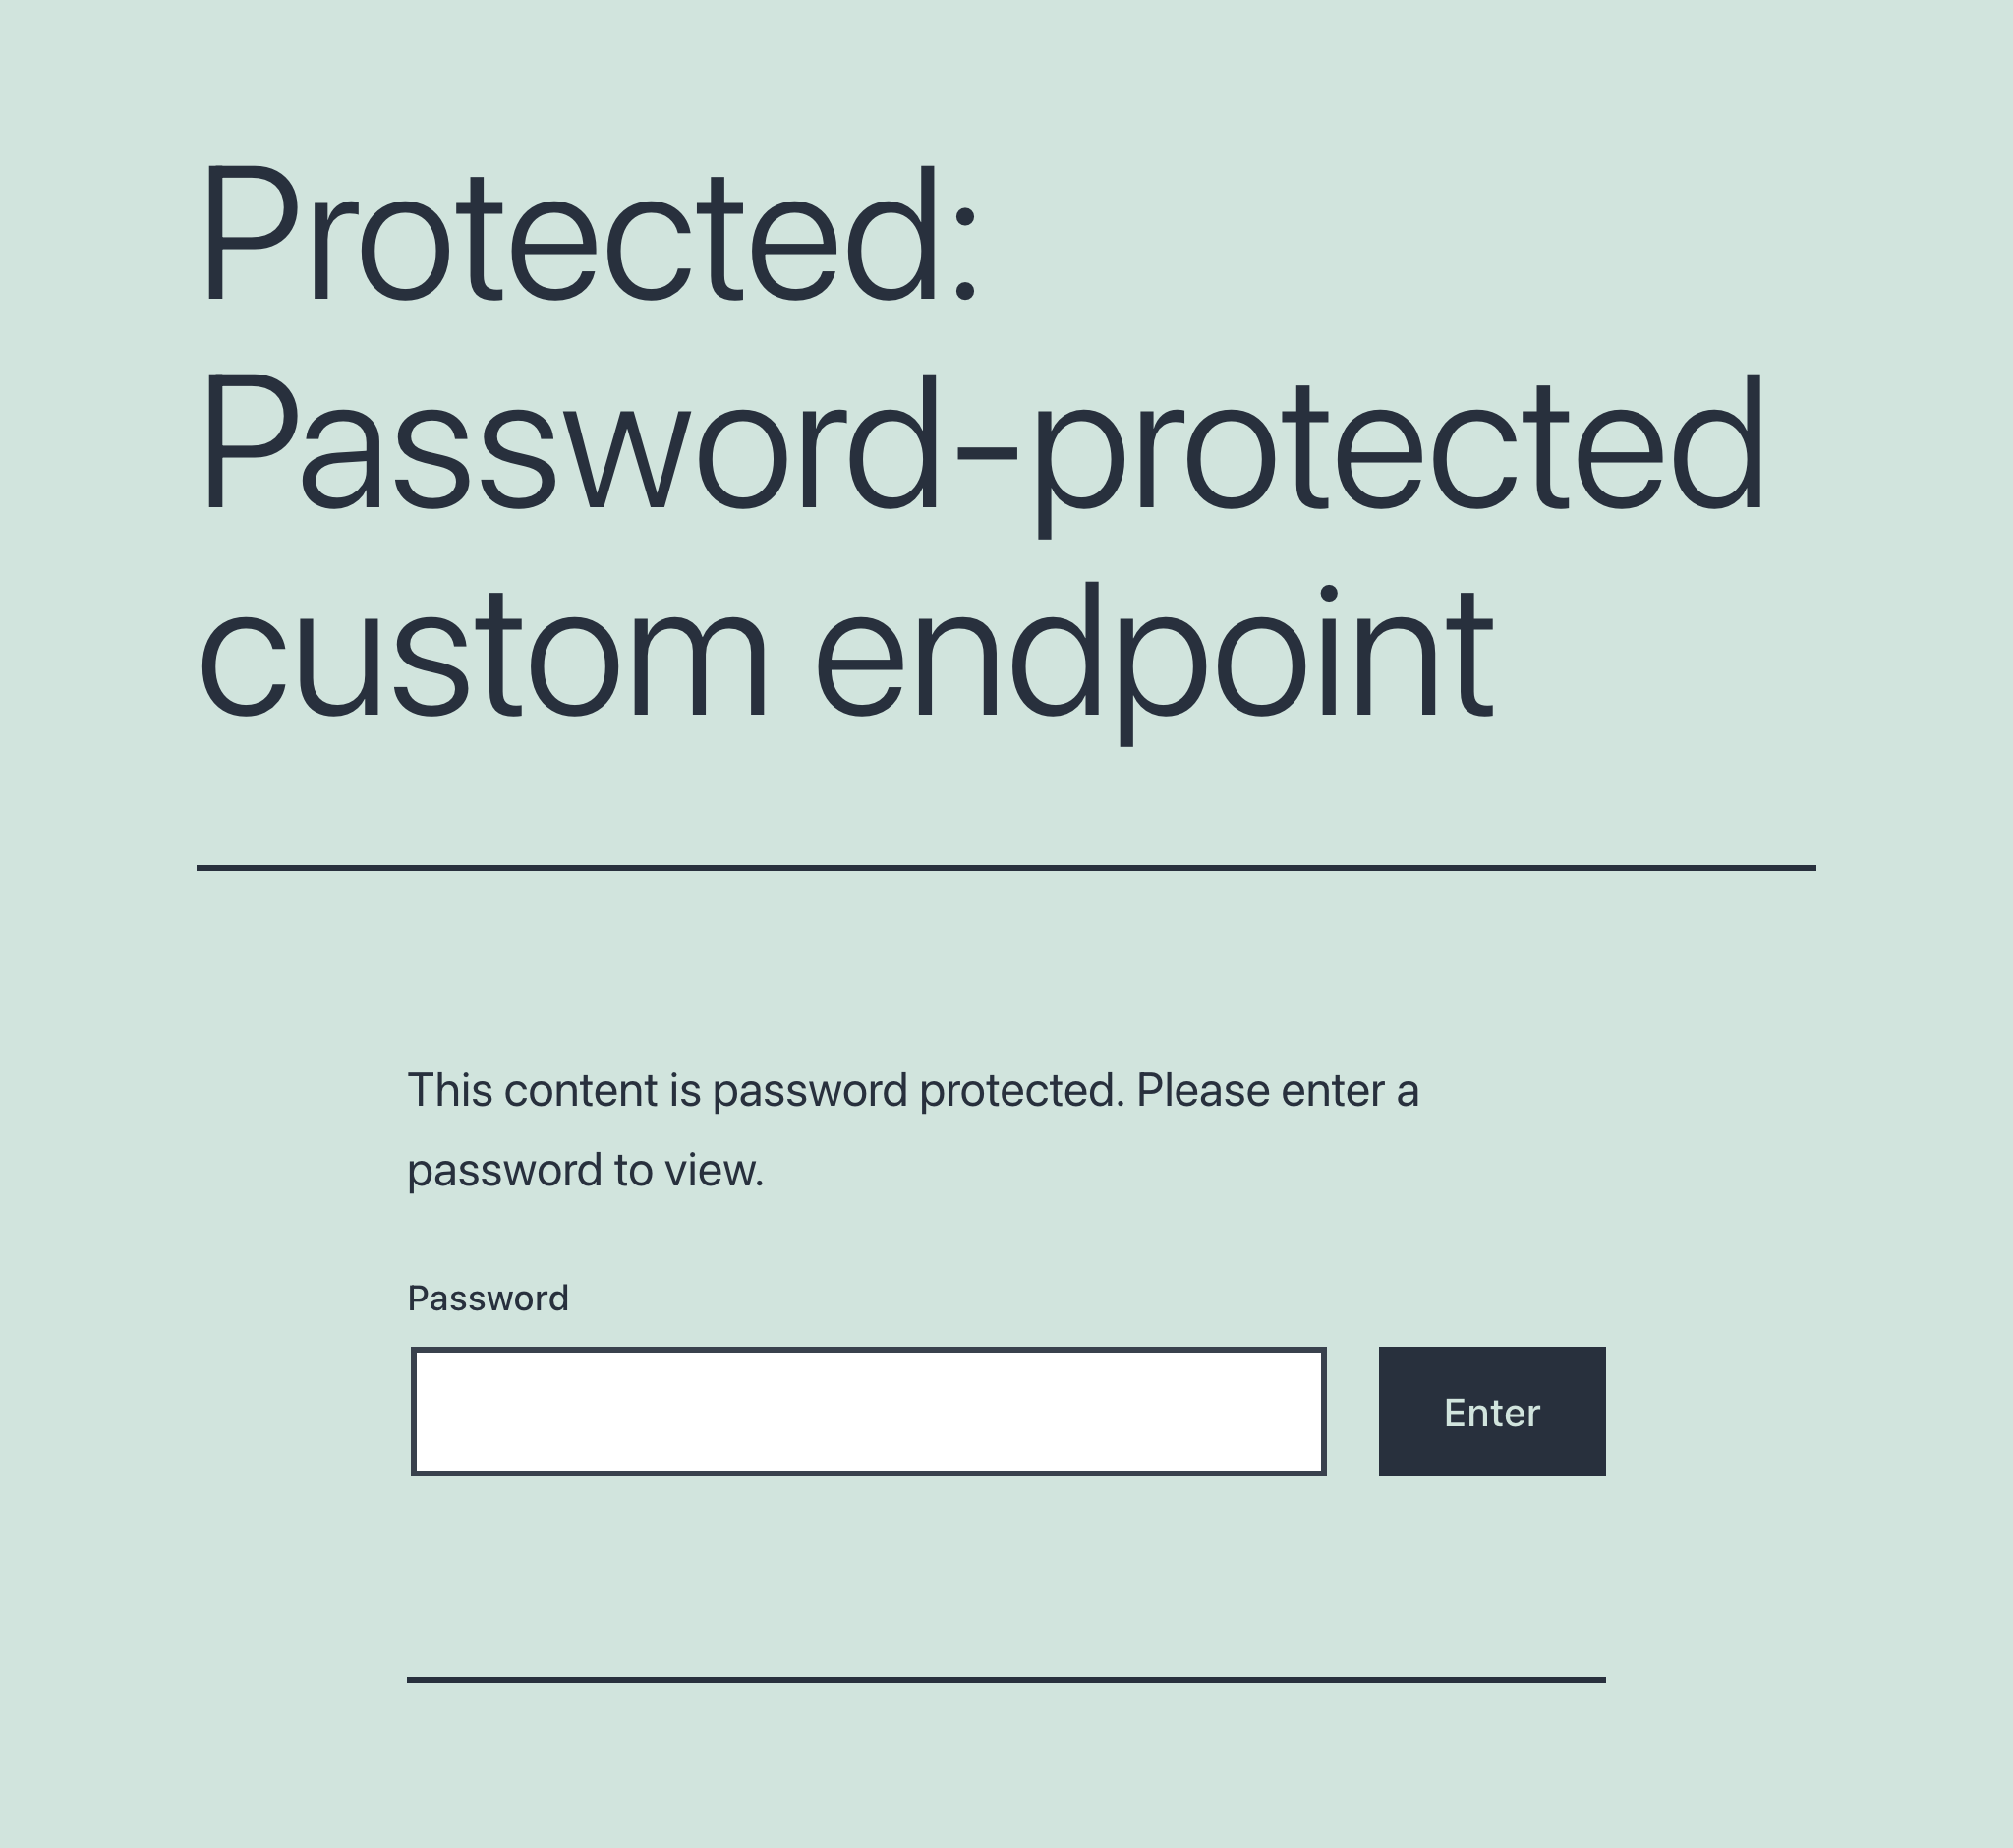 Protected:
Password-protected
custom endpoint
This content is password protected. Please enter a
password to view.
Password
Enter